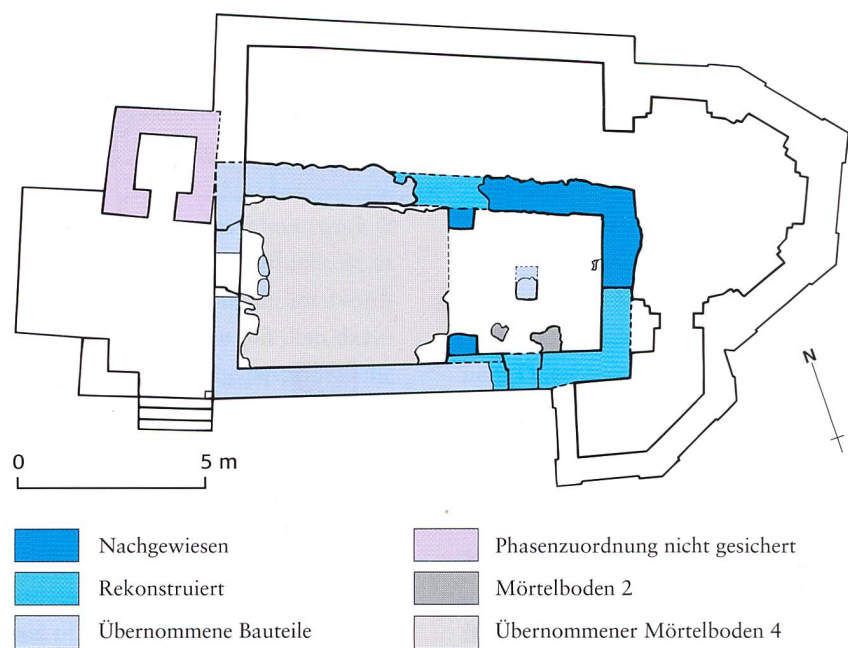 N
0 5 m
Nachgewiesen
Rekonstruiert
Übernommene Bauteile
Phasenzuordnung nicht gesichert
Mörtelboden 2
Übernommener Mörtelboden 4